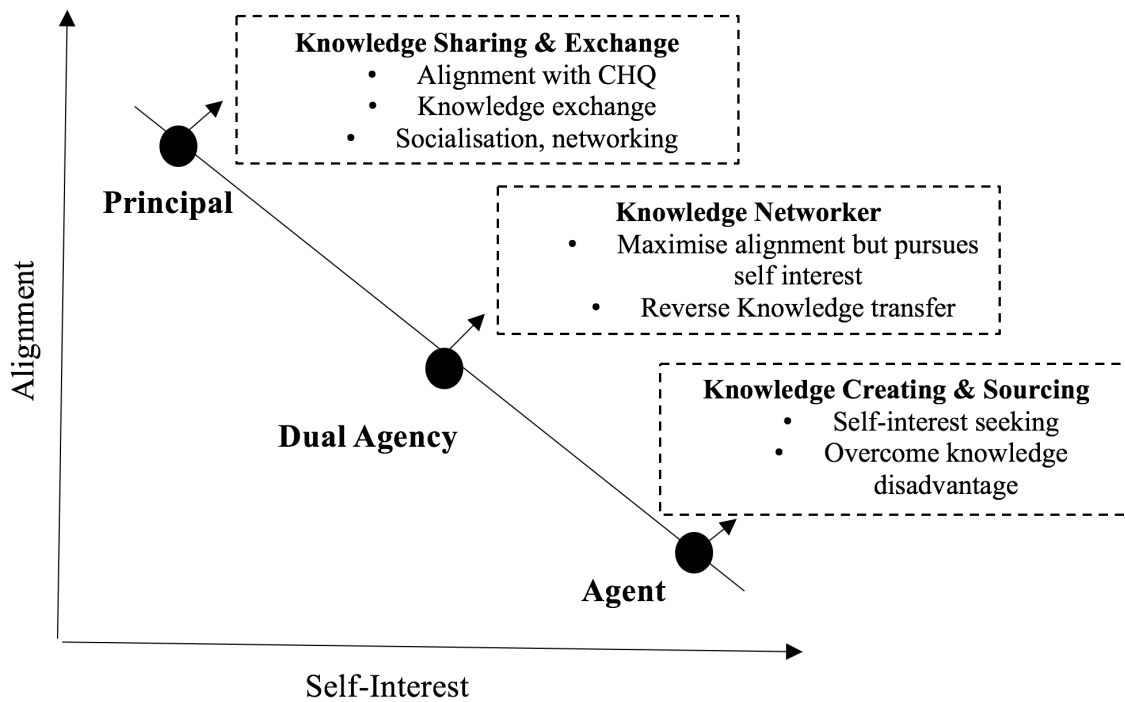 Knowledge Sharing & Exchange
• Alignment with CHQ
• Knowledge exchange
• Socialisation, networking
Principal
Knowledge Networker
• Maximise alignment but pursues
self interest
• Reverse Knowledge transfer
Alignment
Dual Agency
Knowledge Creating & Sourcing
• Self-interest seeking
• Overcome knowledge
disadvantage
Agent
Self-Interest